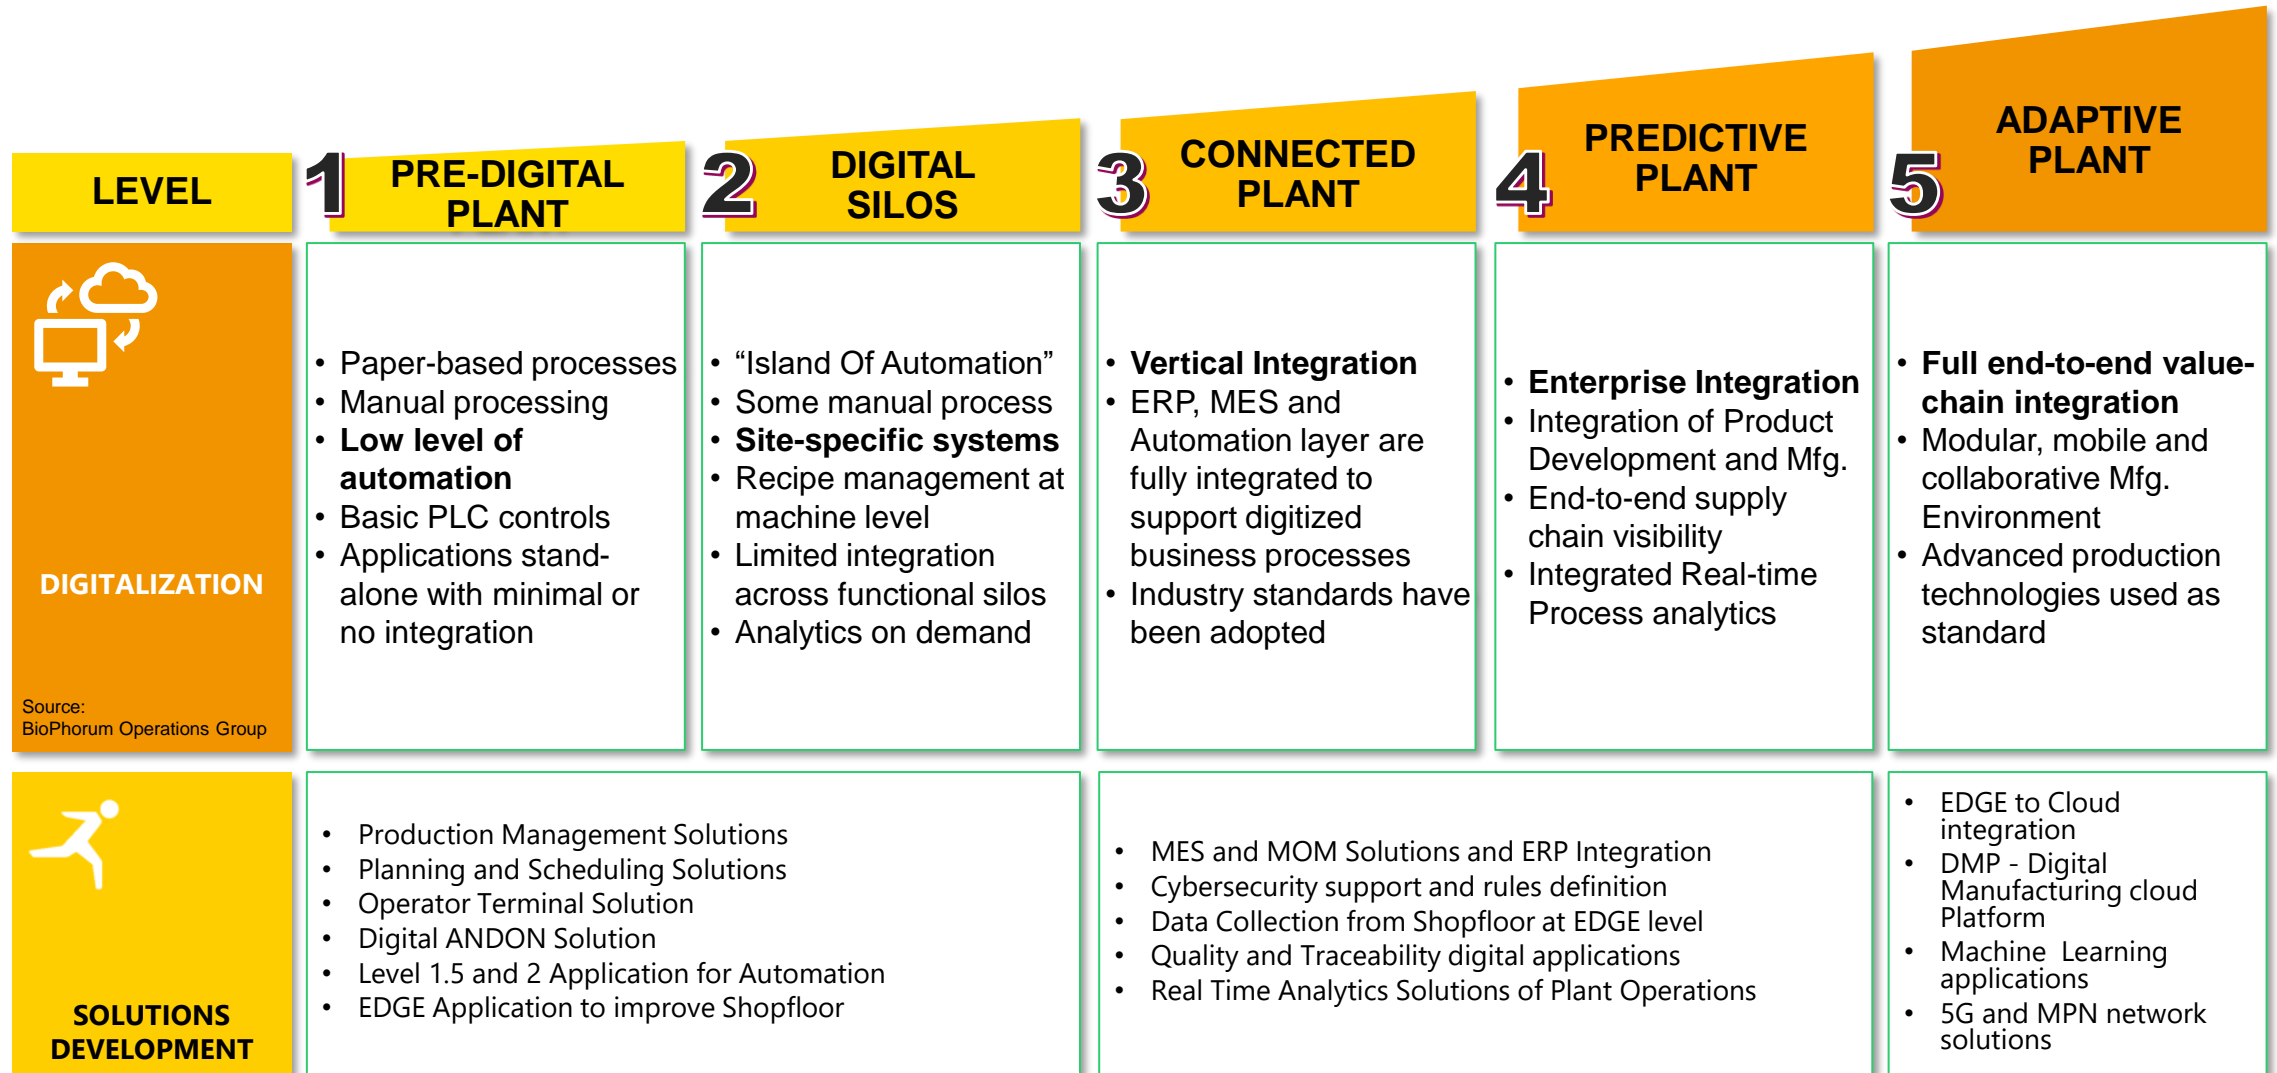 LEVEL
1
PRE-DIGITAL
PLANT
2
DIGITAL
SILOS
3
CONNECTED
PLANT
4
PREDICTIVE
PLANT
5
ADAPTIVE
PLANT
DIGITALIZATION
Source:
BioPhorum Operations Group
• Paper-based processes
• Manual processing
• Low level of
automation
• Basic PLC controls
• Applications stand-
alone with minimal or
no integration
• “Island Of Automation”
• Some manual process
• Site-specific systems
• Recipe management at
machine level
• Limited integration
across functional silos
• Analytics on demand
• Vertical Integration
• ERP, MES and
Automation layer are
fully integrated to
support digitized
business processes
• Industry standards have
been adopted
• Enterprise Integration
• Integration of Product
Development and Mfg.
• End-to-end supply
chain visibility
• Integrated Real-time
Process analytics
• Full end-to-end value-
chain integration
• Modular, mobile and
collaborative Mfg.
Environment
• Advanced production
technologies used as
standard
SOLUTIONS
DEVELOPMENT
• Production Management Solutions
• Planning and Scheduling Solutions
• Operator Terminal Solution
• Digital ANDON Solution
• Level 1.5 and 2 Application for Automation
• EDGE Application to improve Shopfloor
• MES and MOM Solutions and ERP Integration
• Cybersecurity support and rules definition
• Data Collection from Shopfloor at EDGE level
• Quality and Traceability digital applications
• Real Time Analytics Solutions of Plant Operations
• EDGE to Cloud
integration
• DMP - Digital
Manufacturing cloud
Platform
• Machine Learning
applications
• 5G and MPN network
solutions